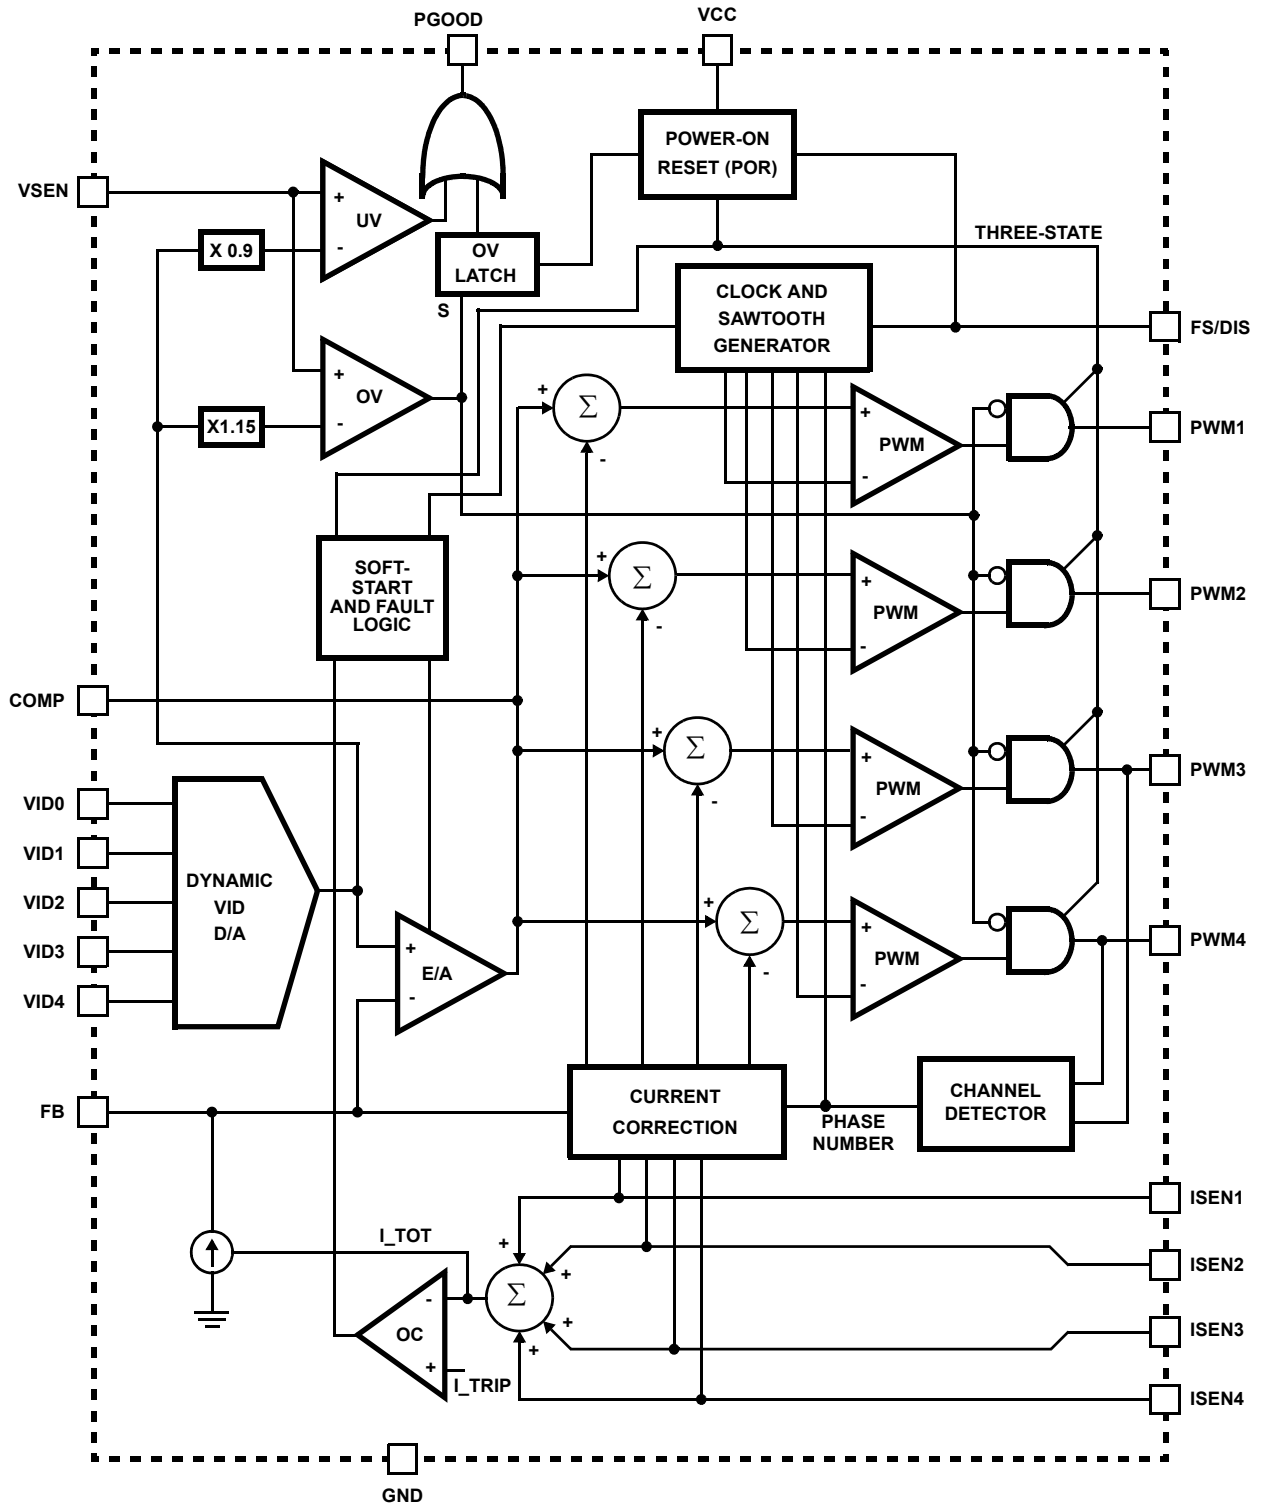 PGOOD
VCC
POWER-ON
RESET (POR)
VSEN
+
UV
-
X 0.9
OV
LATCH
S
THREE-STATE
CLOCK AND
SAWTOOTH
GENERATOR
FS/DIS
+
OV
-
X1.15
+
Σ
-
+
PWM
-
PWM1
SOFT-
START
AND FAULT
LOGIC
+
Σ
-
+
PWM
-
PWM2
COMP
+
Σ
-
+
PWM
-
PWM3
VID0
VID1
VID2
VID3
VID4
DYNAMIC
VID
D/A
+
E/A
-
+
Σ
-
+
PWM
-
PWM4
FB
CURRENT
CORRECTION
PHASE
NUMBER
CHANNEL
DETECTOR
ISEN1
I_TOT
+
+
Σ
+
+
ISEN2
-
OC
+
I_TRIP
ISEN3
ISEN4
GND